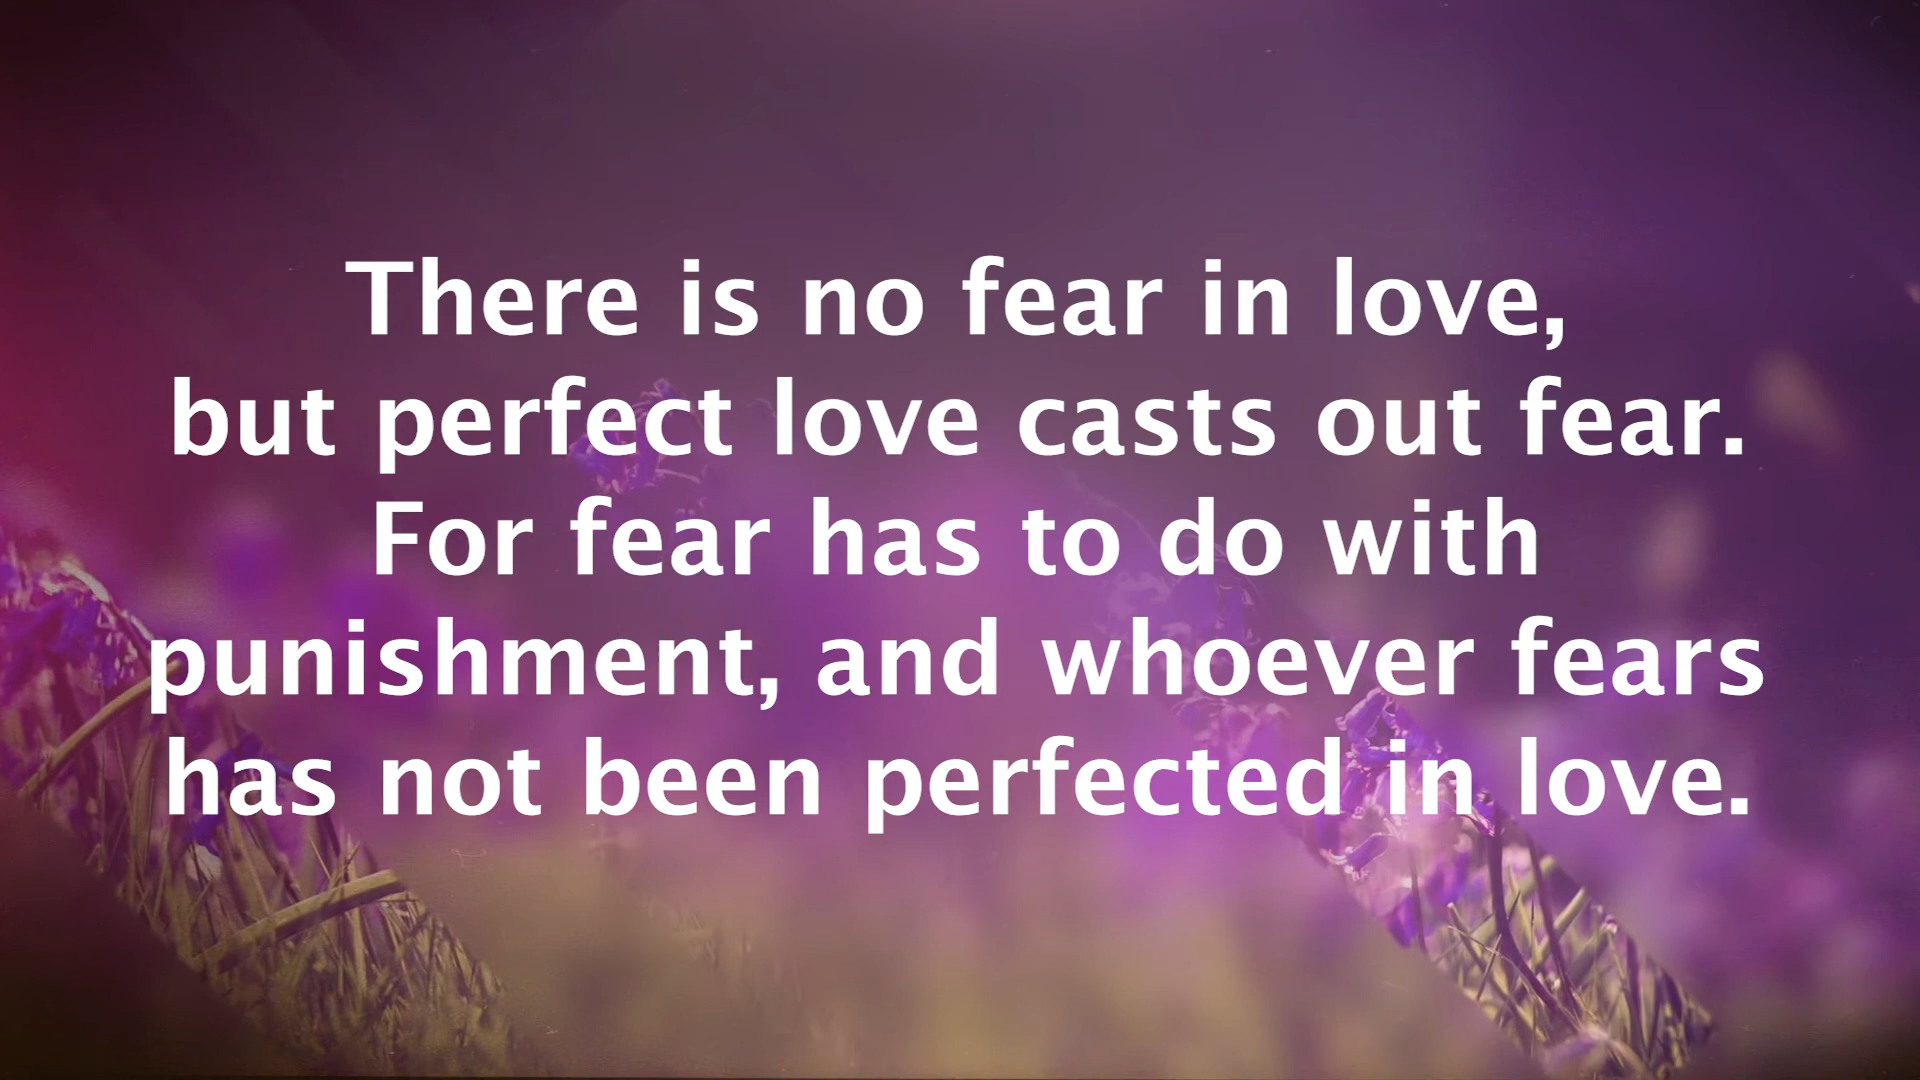 There is no fear in love,
but perfect love casts out fear.
For fear has to do with
punishment, and whoever fears
has not been perfected in love.